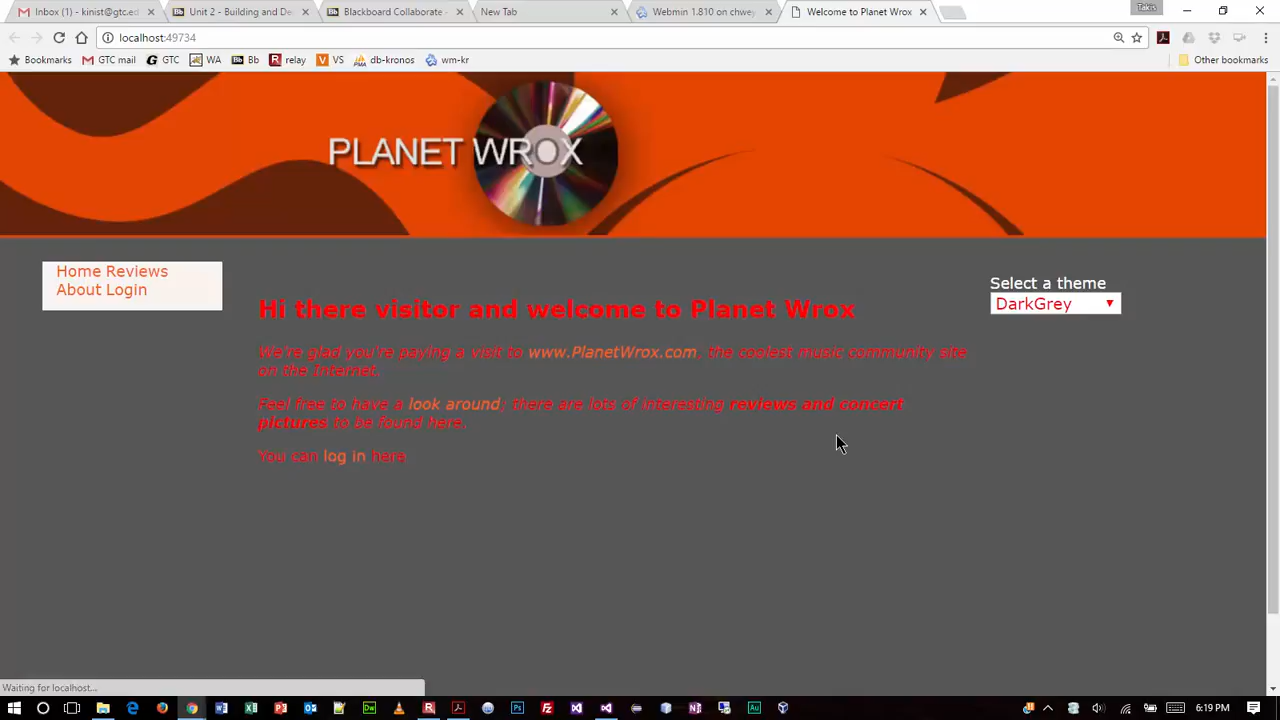 Inbox (1) - kinist@gtc.ed
Unit 2 - Building and De
Blackboard Collaborate
New Tab
Webmin 1.810 on chwe
Welcome to Planet Wrox
Takis
localhost:49734
Bookmarks
GTC mail
GTC
WA
Bb
relay
VS
db-kronos
wm-kr
Other bookmarks
PLANET WROX
Home Reviews
About Login
Hi there visitor and welcome to Planet Wrox
We're glad you're paying a visit to www.PlanetWrox.com, the coolest music community site
on the Internet.
Feel free to have a look around; there are lots of interesting reviews and concert
pictures to be found here.
You can log in here
Select a theme
DarkGrey
Waiting for localhost...
6:19 PM